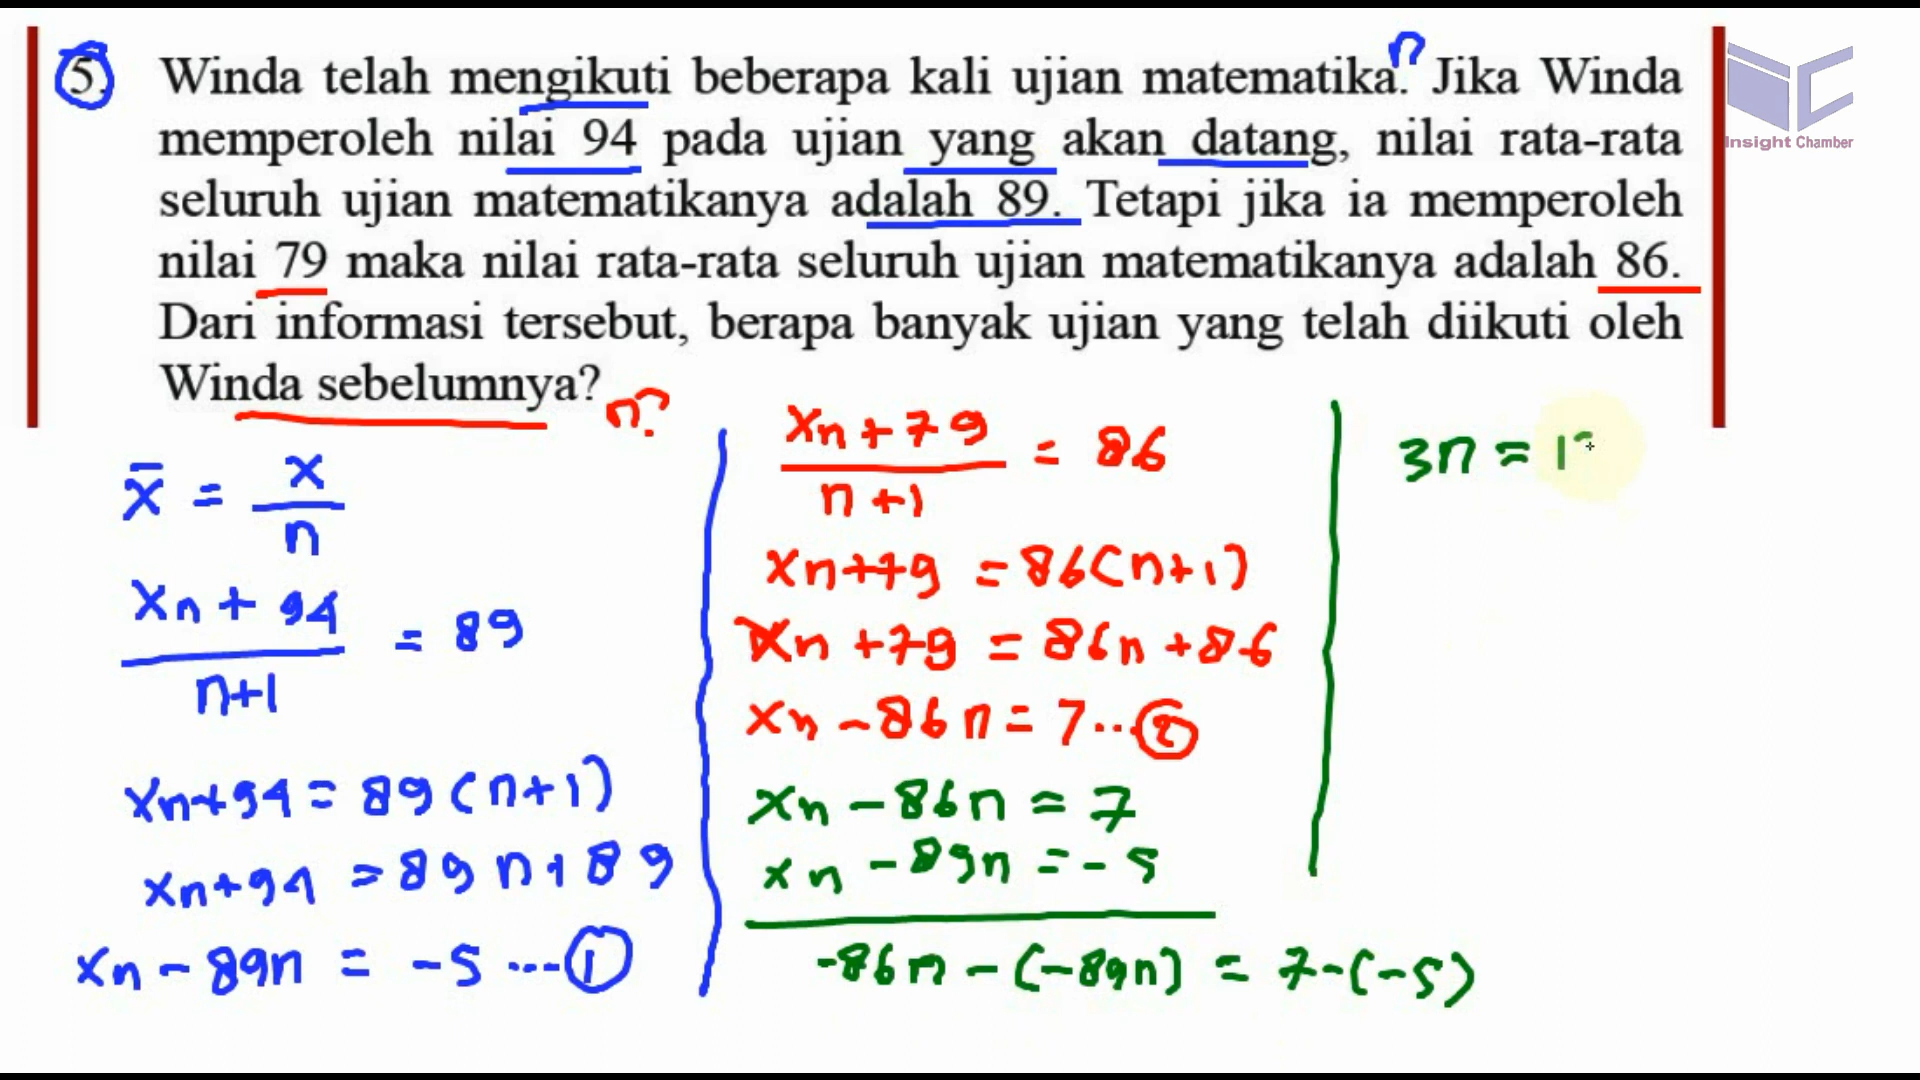 5. Winda telah mengikuti beberapa kali ujian matematika. Jika Winda
n
memperoleh nilai 94 pada ujian yang akan datang, nilai rata-rata
seluruh ujian matematikanya adalah 89. Tetapi jika ia memperoleh
nilai 79 maka nilai rata-rata seluruh ujian matematikanya adalah 86.
Dari informasi tersebut, berapa banyak ujian yang telah diikuti oleh
Winda sebelumnya?
n?
Insight Chamber
x̄ = x/n
(xn + 94)/(n+1) = 89
xn+94 = 89(n+1)
xn+94 = 89n+89
xn - 89n = -5 ....①
(xn+79)/(n+1) = 86
xn+79 = 86(n+1)
xn +79 = 86n +86
xn - 86n = 7 ...②
xn - 86n = 7
xn - 89n = -5
-86n - (-89n) = 7-(-5)
3n =